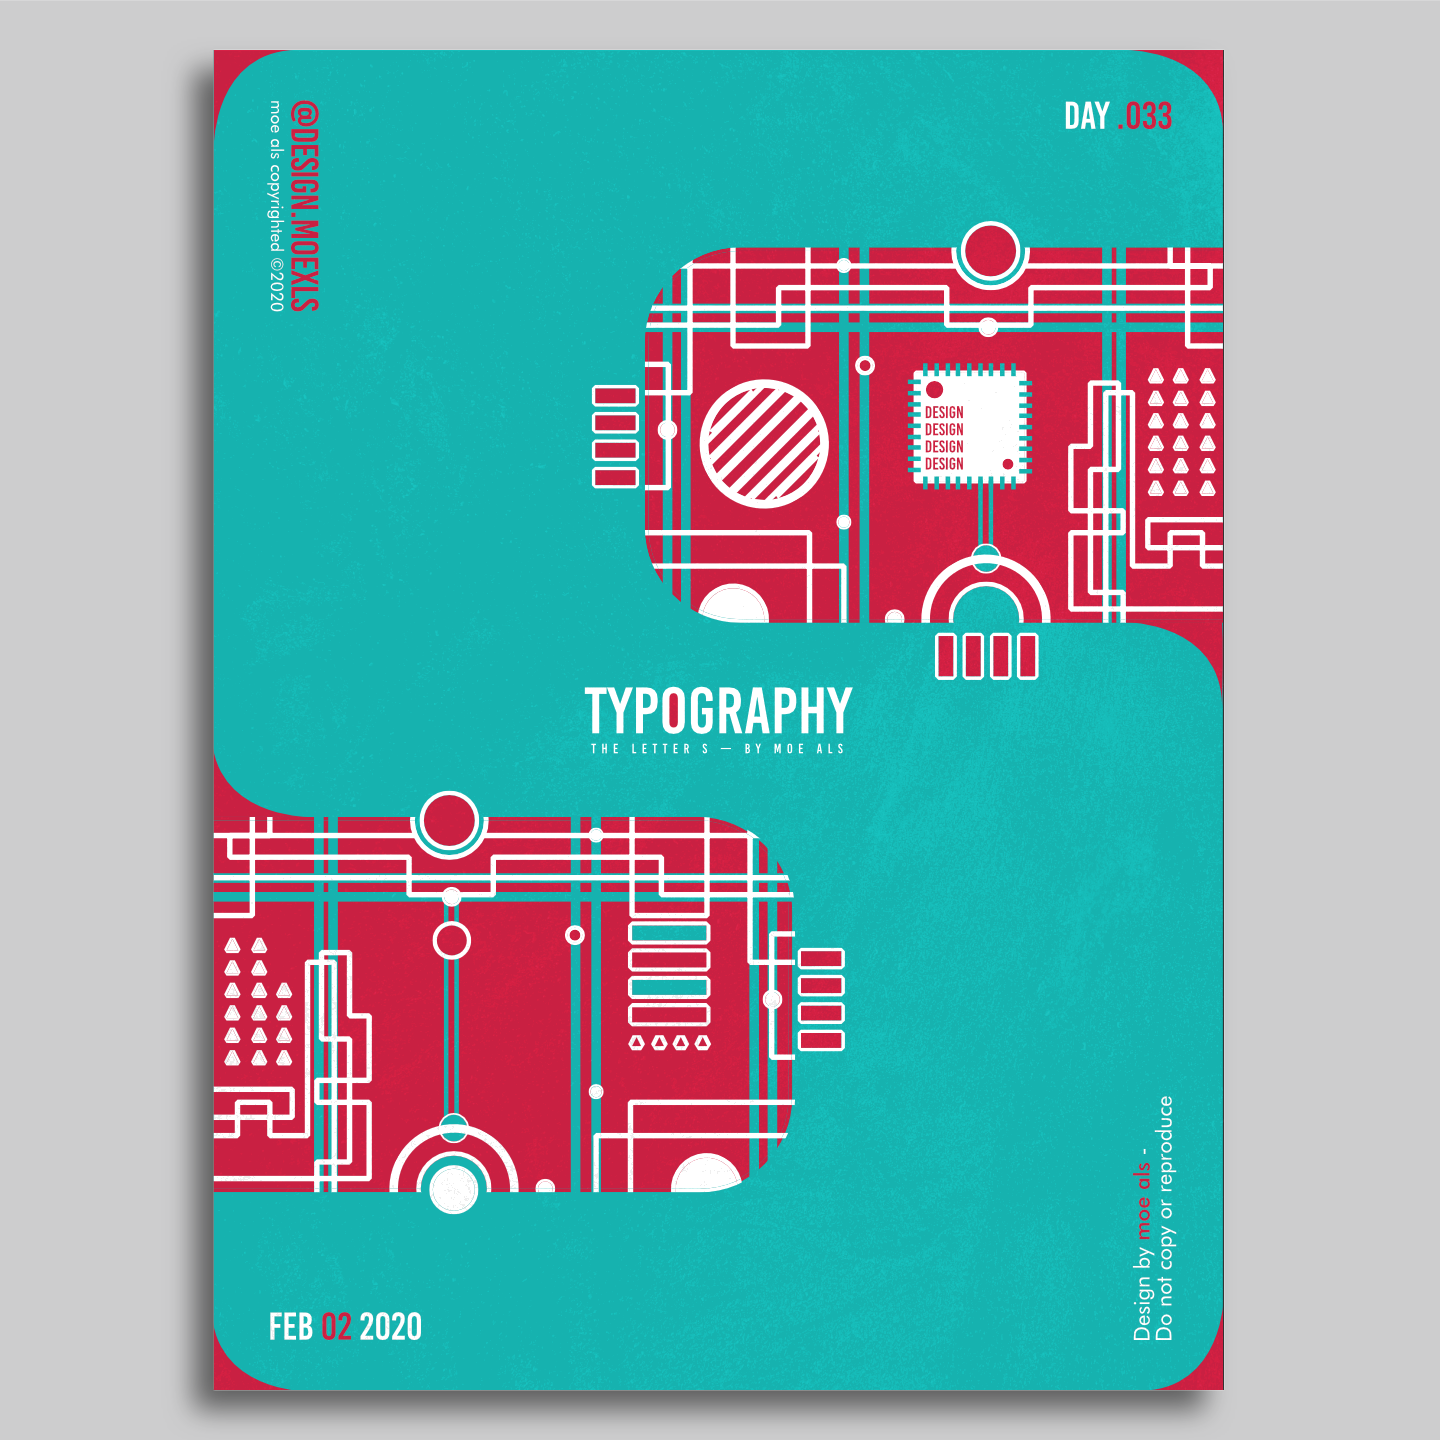 @DESIGN.MOEXLS
moe als copyrighted ©2020
DAY .033
DESIGN
DESIGN
DESIGN
DESIGN
TYPOGRAPHY
THE LETTER S — BY MOE ALS
Design by moe als -
Do not copy or reproduce
FEB 02 2020